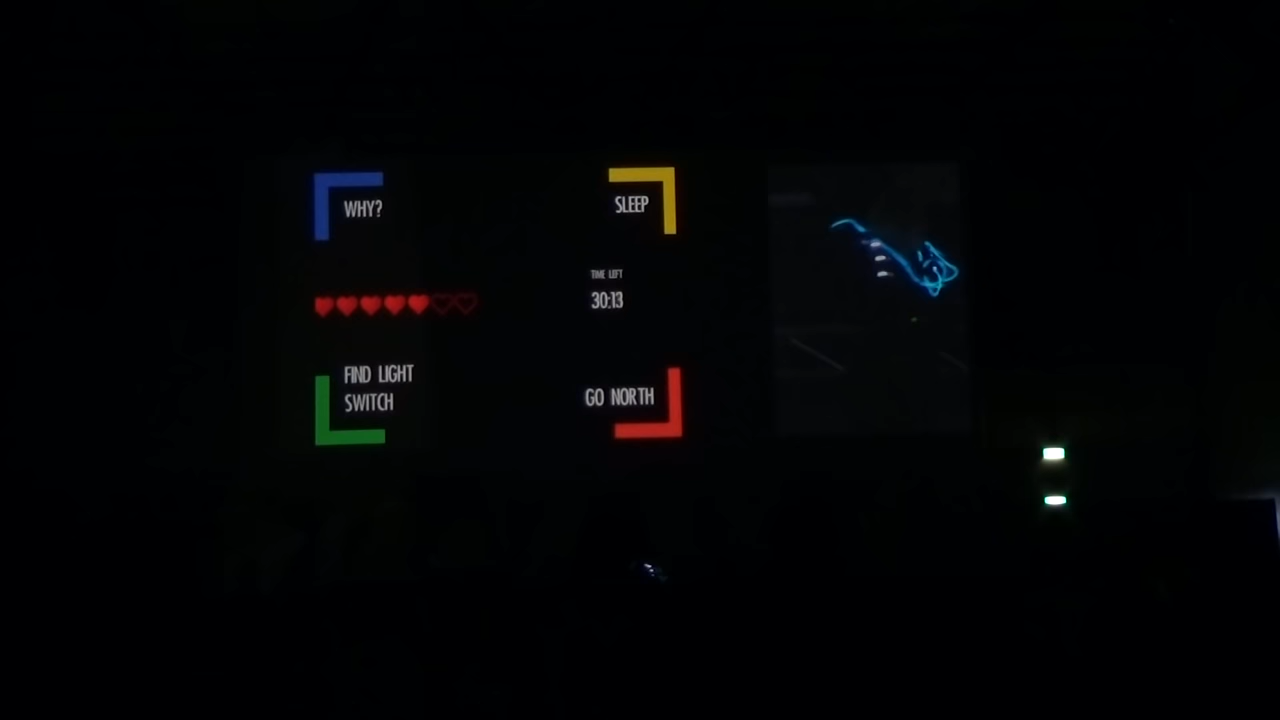 WHY?
SLEEP
TIME LEFT
30:13
FIND LIGHT
SWITCH
GO NORTH